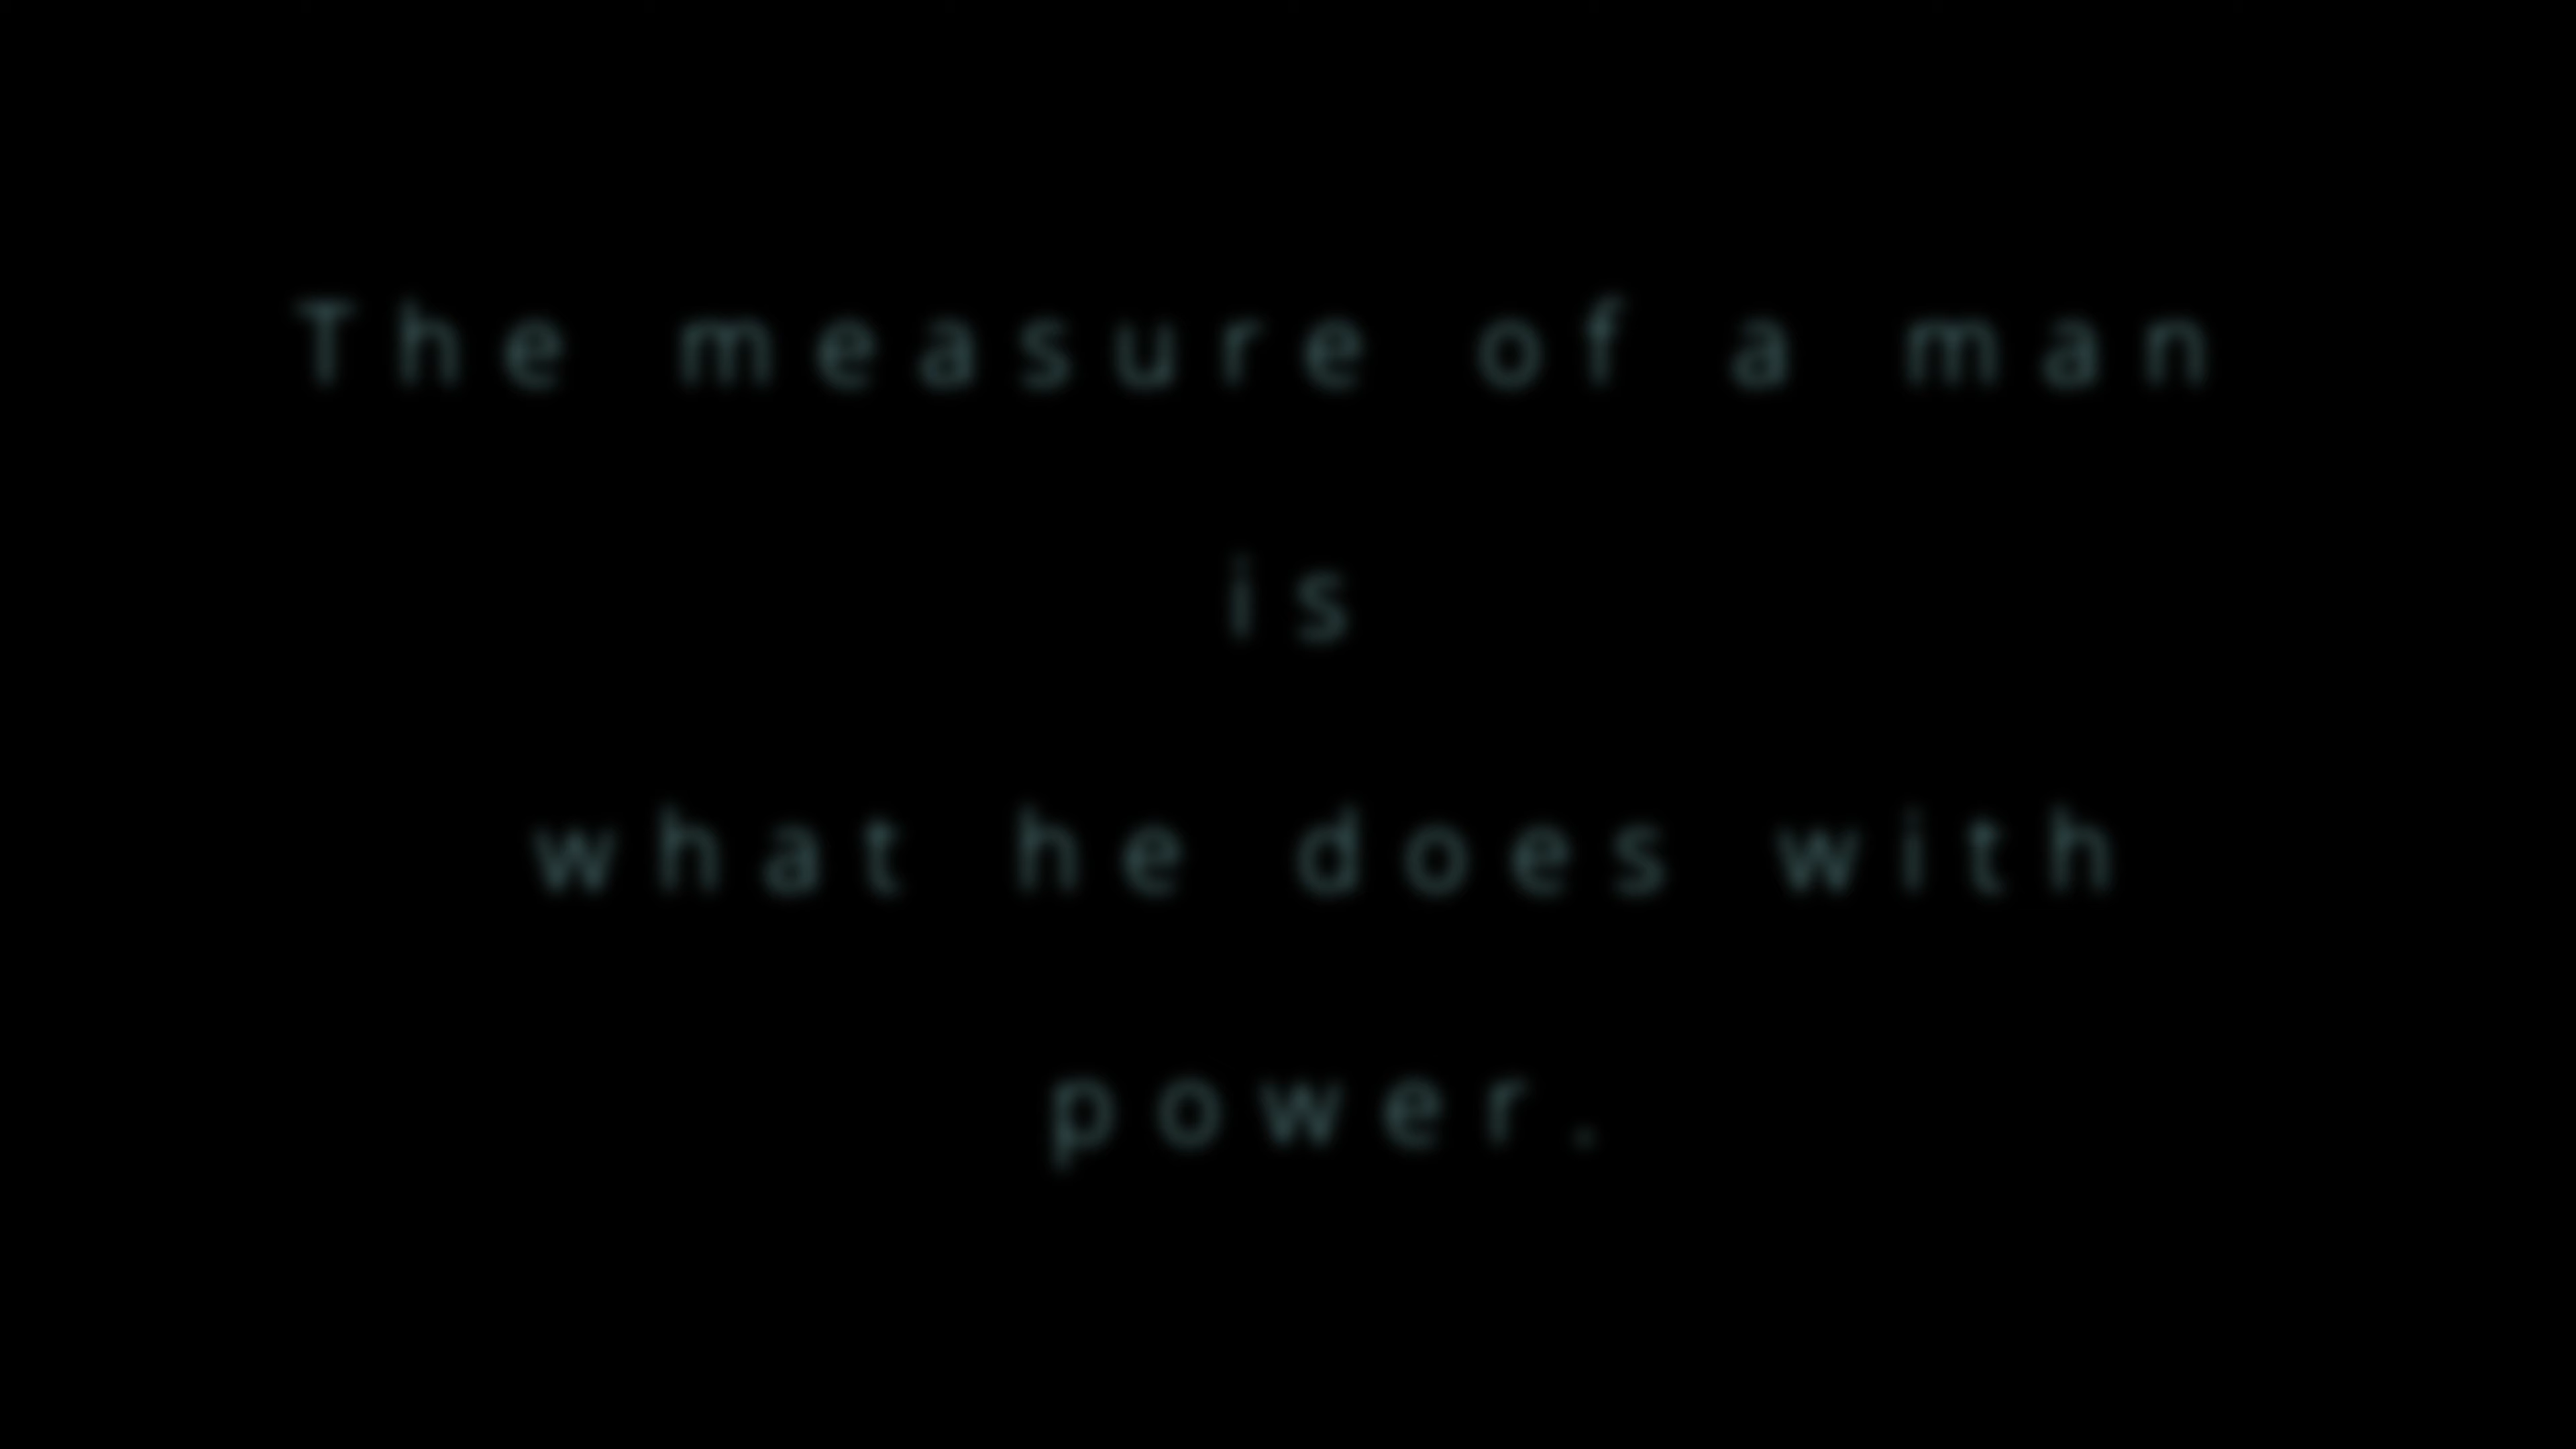 The measure of a man
is
what he does with
power.